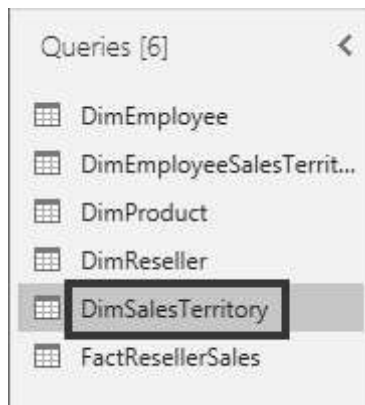 Queries [6]
DimEmployee
DimEmployeeSalesTerrit...
DimProduct
DimReseller
DimSalesTerritory
FactResellerSales